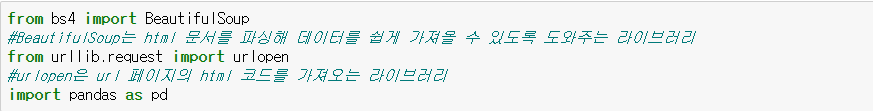 from bs4 import BeautifulSoup
#BeautifulSoup는 html 문서를 파싱해 데이터를 쉽게 가져올 수 있도록 도와주는 라이브러리
from urllib.request import urlopen
#urlopen은 url 페이지의 html 코드를 가져오는 라이브러리
import pandas as pd